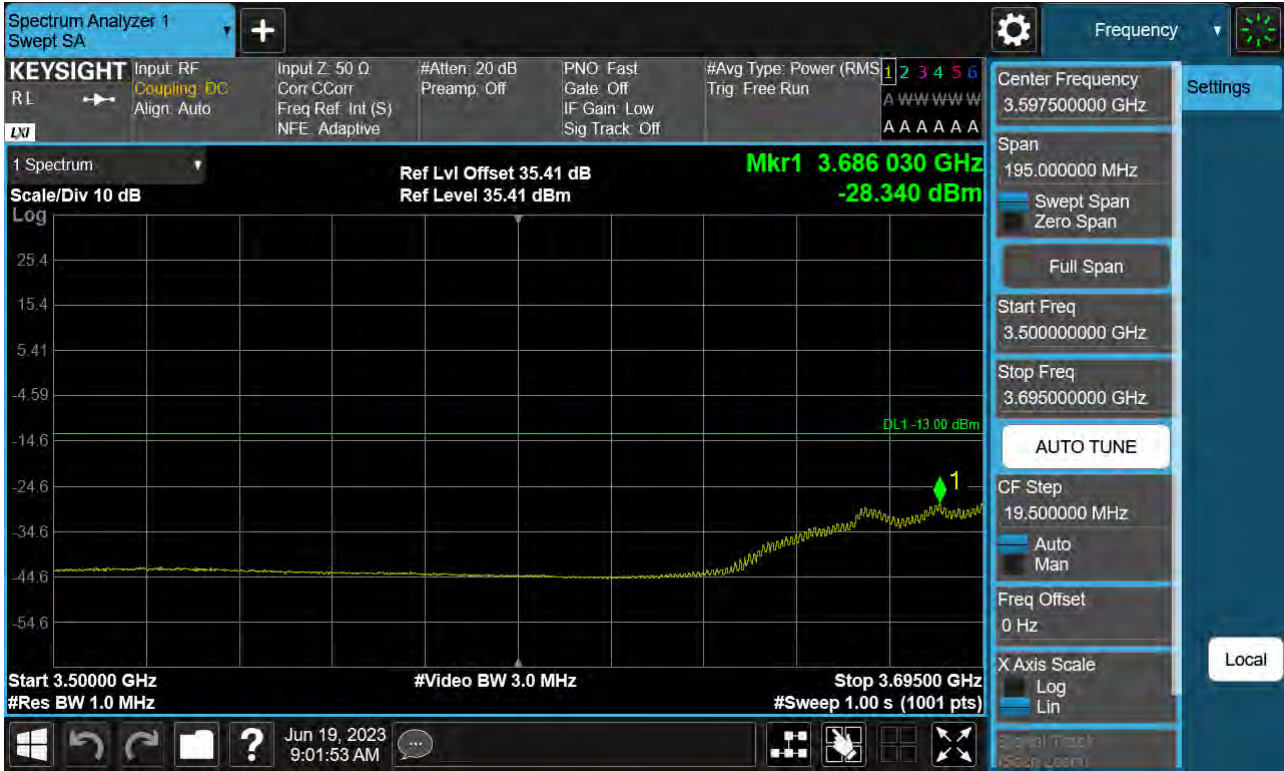 Spectrum Analyzer 1
Swept SA
Frequency
KEYSIGHT
RL
LXI
Input: RF
Coupling: DC
Align: Auto
Input Z: 50 Ω
Corr CCorr
Freq Ref: Int (S)
NFE: Adaptive
#Atten: 20 dB
Preamp: Off
PNO: Fast
Gate: Off
IF Gain: Low
Sig Track: Off
#Avg Type: Power (RMS
Trig: Free Run
1 2 3 4 5 6
A W W W W W
A A A A A A
1 Spectrum
Scale/Div 10 dB
Log
Ref Lvl Offset 35.41 dB
Ref Level 35.41 dBm
Mkr1 3.686 030 GHz
-28.340 dBm
25.4
15.4
5.41
-4.59
-14.6
-24.6
-34.6
-44.6
-54.6
DL1 -13.00 dBm
1
Start 3.50000 GHz
#Res BW 1.0 MHz
#Video BW 3.0 MHz
Stop 3.69500 GHz
#Sweep 1.00 s (1001 pts)
Center Frequency
3.597500000 GHz
Span
195.000000 MHz
Swept Span
Zero Span
Full Span
Start Freq
3.500000000 GHz
Stop Freq
3.695000000 GHz
AUTO TUNE
CF Step
19.500000 MHz
Auto
Man
Freq Offset
0 Hz
X Axis Scale
Log
Lin
Signal Track
(Span Zoom)
Settings
Local
?
Jun 19, 2023
9:01:53 AM